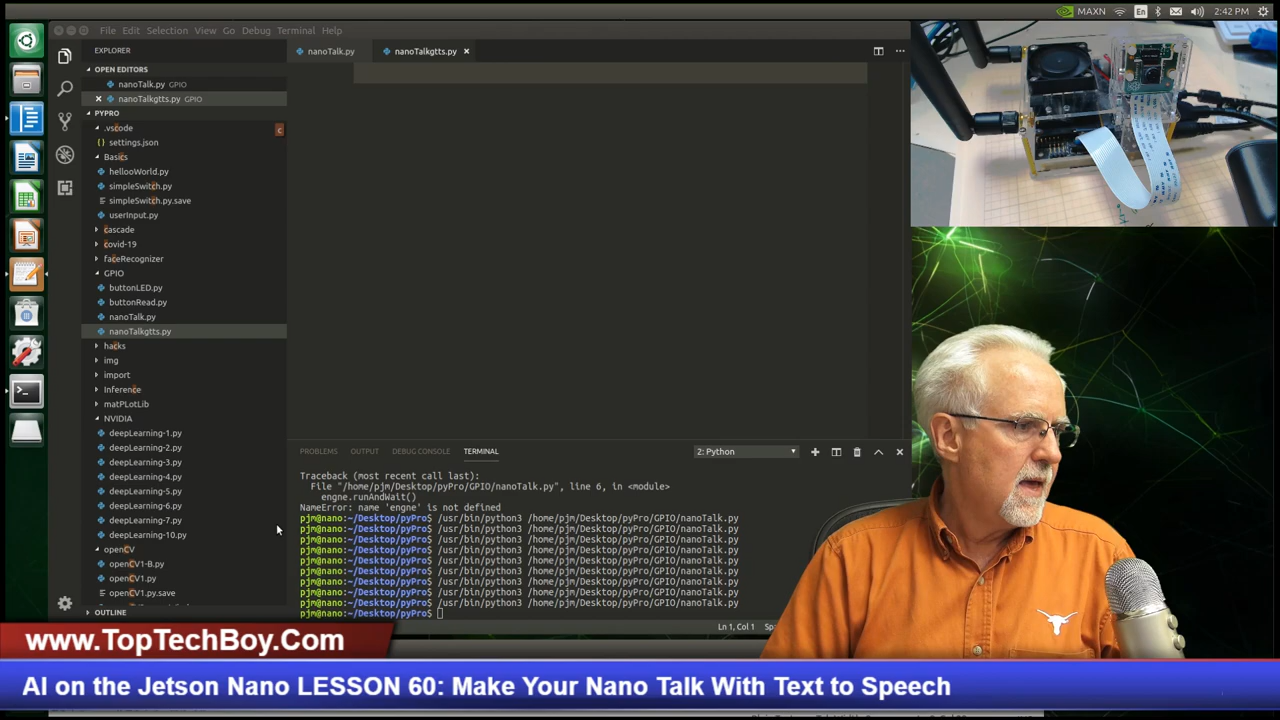 MAXN En 2:42 PM
File Edit Selection View Go Debug Terminal Help
EXPLORER
nanoTalk.py
nanoTalkgtts.py
OPEN EDITORS
nanoTalk.py GPIO
nanoTalkgtts.py GPIO
PYPRO
.vscode
c
settings.json
Basics
hellooWorld.py
simpleSwitch.py
simpleSwitch.py.save
userInput.py
cascade
covid-19
faceRecognizer
GPIO
buttonLED.py
buttonRead.py
nanoTalk.py
nanoTalkgtts.py
hacks
img
import
Inference
matPLotLib
NVIDIA
deepLearning-1.py
deepLearning-2.py
deepLearning-3.py
deepLearning-4.py
deepLearning-5.py
deepLearning-6.py
deepLearning-7.py
deepLearning-10.py
openCV
openCV1-B.py
openCV1.py
openCV1.py.save
OUTLINE
PROBLEMS OUTPUT DEBUG CONSOLE TERMINAL
2: Python
Traceback (most recent call last):
File "/home/pjm/Desktop/pyPro/GPIO/nanoTalk.py", line 6, in <module>
engne.runAndWait()
NameError: name 'engne' is not defined
pjm@nano:~/Desktop/pyPro$ /usr/bin/python3 /home/pjm/Desktop/pyPro/GPIO/nanoTalk.py
pjm@nano:~/Desktop/pyPro$ /usr/bin/python3 /home/pjm/Desktop/pyPro/GPIO/nanoTalk.py
pjm@nano:~/Desktop/pyPro$ /usr/bin/python3 /home/pjm/Desktop/pyPro/GPIO/nanoTalk.py
pjm@nano:~/Desktop/pyPro$ /usr/bin/python3 /home/pjm/Desktop/pyPro/GPIO/nanoTalk.py
pjm@nano:~/Desktop/pyPro$ /usr/bin/python3 /home/pjm/Desktop/pyPro/GPIO/nanoTalk.py
pjm@nano:~/Desktop/pyPro$ /usr/bin/python3 /home/pjm/Desktop/pyPro/GPIO/nanoTalk.py
pjm@nano:~/Desktop/pyPro$ /usr/bin/python3 /home/pjm/Desktop/pyPro/GPIO/nanoTalk.py
pjm@nano:~/Desktop/pyPro$ /usr/bin/python3 /home/pjm/Desktop/pyPro/GPIO/nanoTalk.py
pjm@nano:~/Desktop/pyPro$ /usr/bin/python3 /home/pjm/Desktop/pyPro/GPIO/nanoTalk.py
pjm@nano:~/Desktop/pyPro$
Ln 1, Col 1
www.TopTechBoy.Com
AI on the Jetson Nano LESSON 60: Make Your Nano Talk With Text to Speech